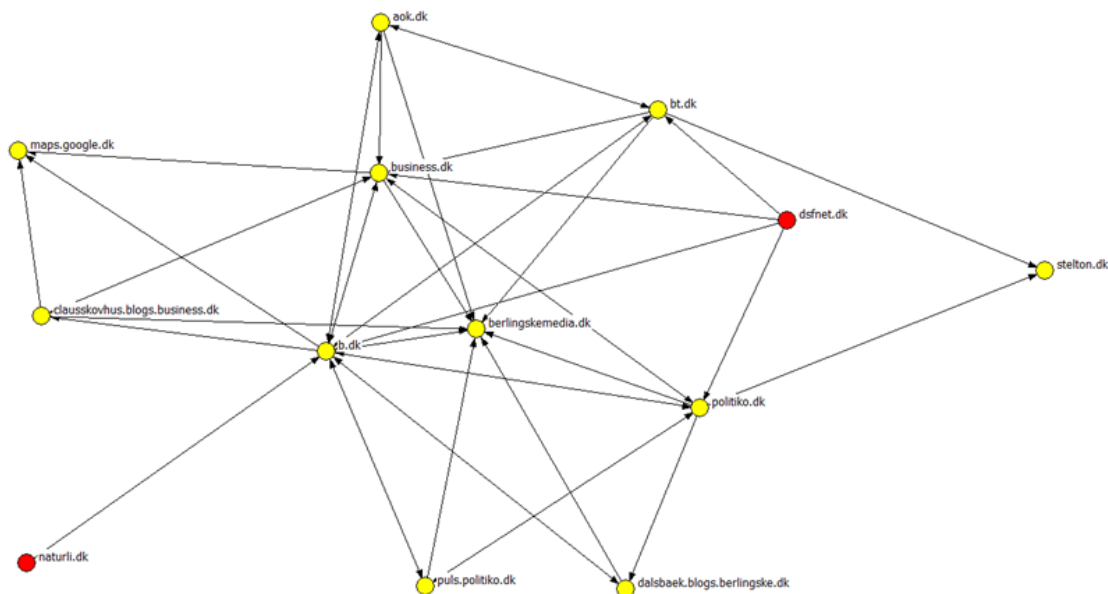 aok.dk
bt.dk
maps.google.dk
business.dk
dsfnet.dk
stelton.dk
clausskovhus.blogs.business.dk
berlingskemedia.dk
b.dk
politiko.dk
naturli.dk
puls.politiko.dk
dalsbaek.blogs.berlingske.dk